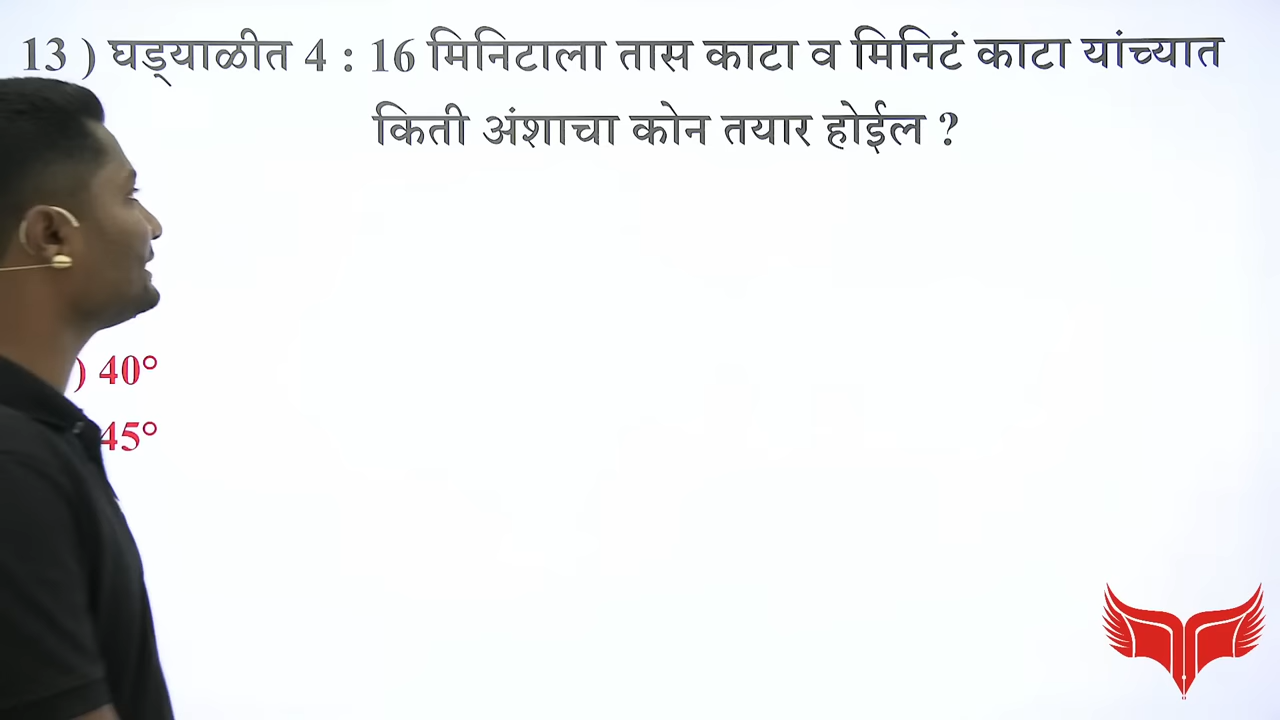 13 ) घड्याळीत 4 : 16 मिनिटाला तास काटा व मिनिटं काटा यांच्यात
किती अंशाचा कोन तयार होईल ?
) 40°
45°